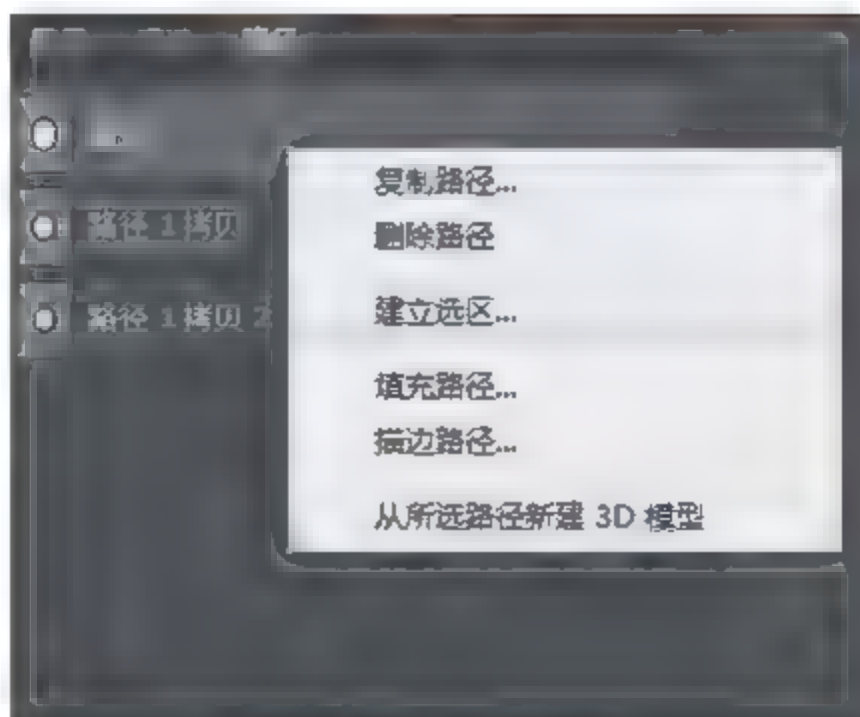 路径 1 拷贝
路径 1 拷贝 2
复制路径...
删除路径
建立选区...
填充路径...
描边路径...
从所选路径新建 3D 模型